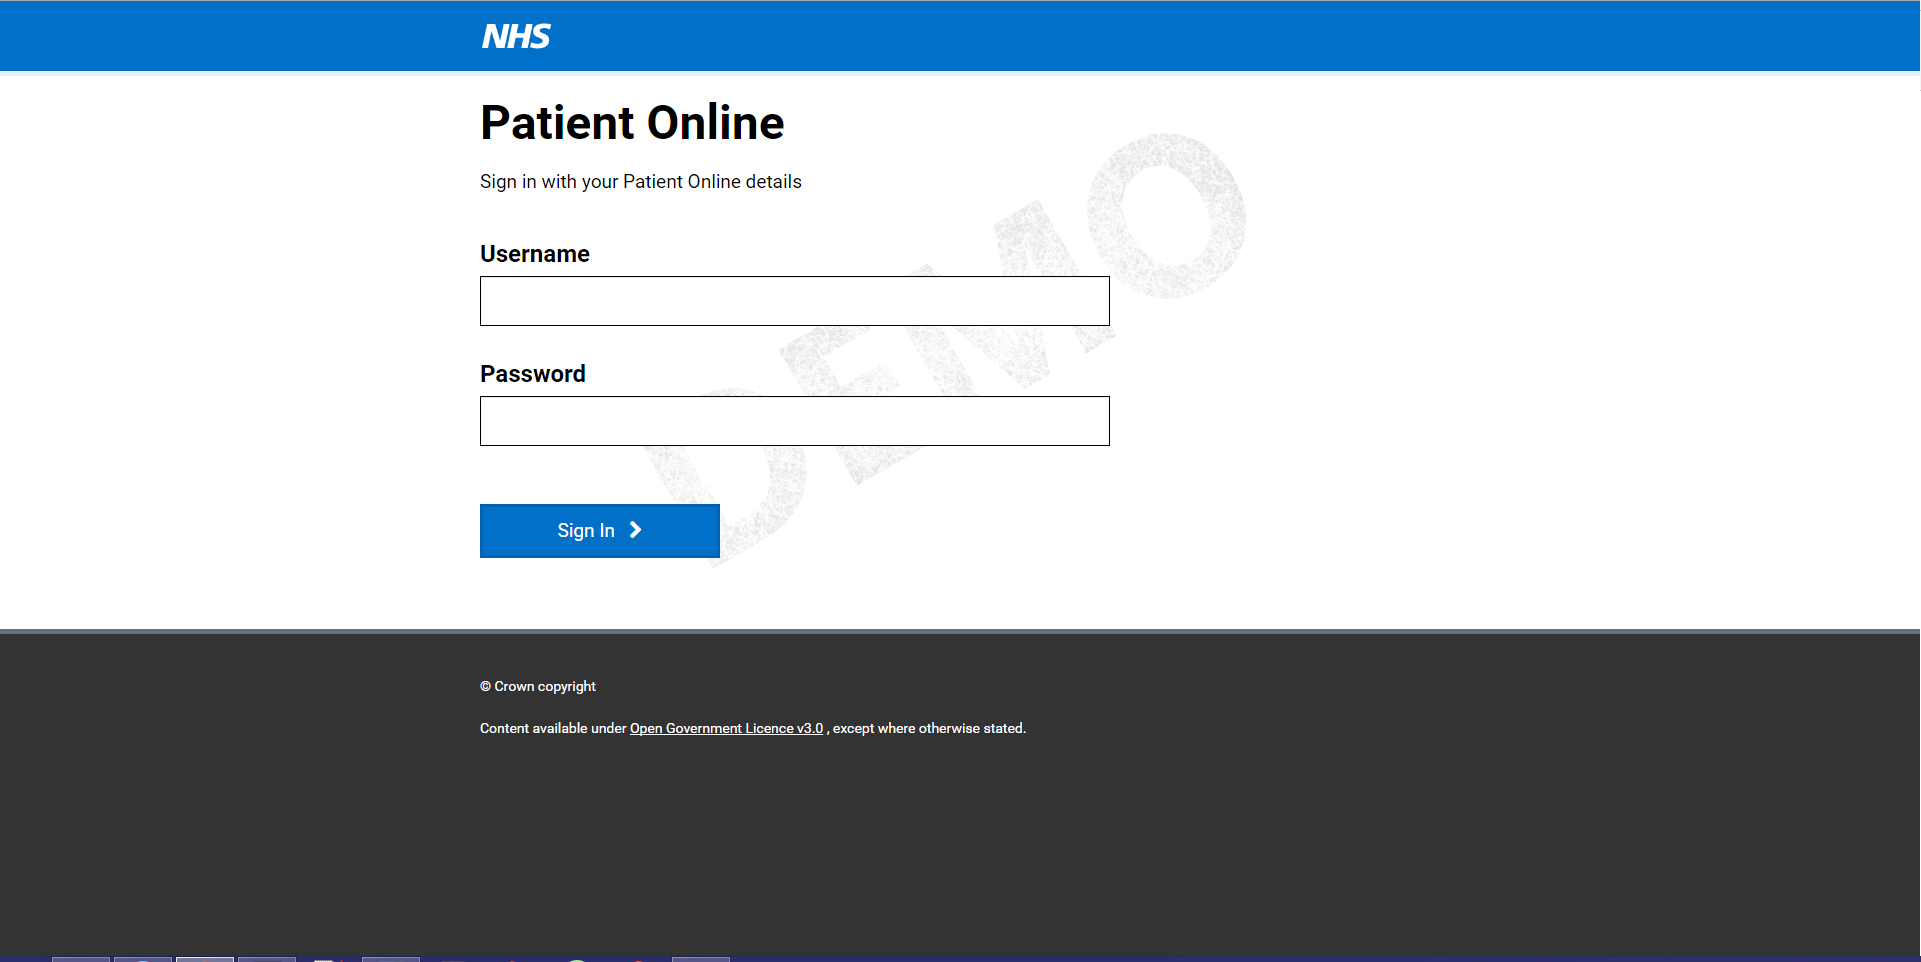 NHS
Patient Online
Sign in with your Patient Online details
Username
Password
Sign In
DEMO
© Crown copyright
Content available under Open Government Licence v3.0 , except where otherwise stated.